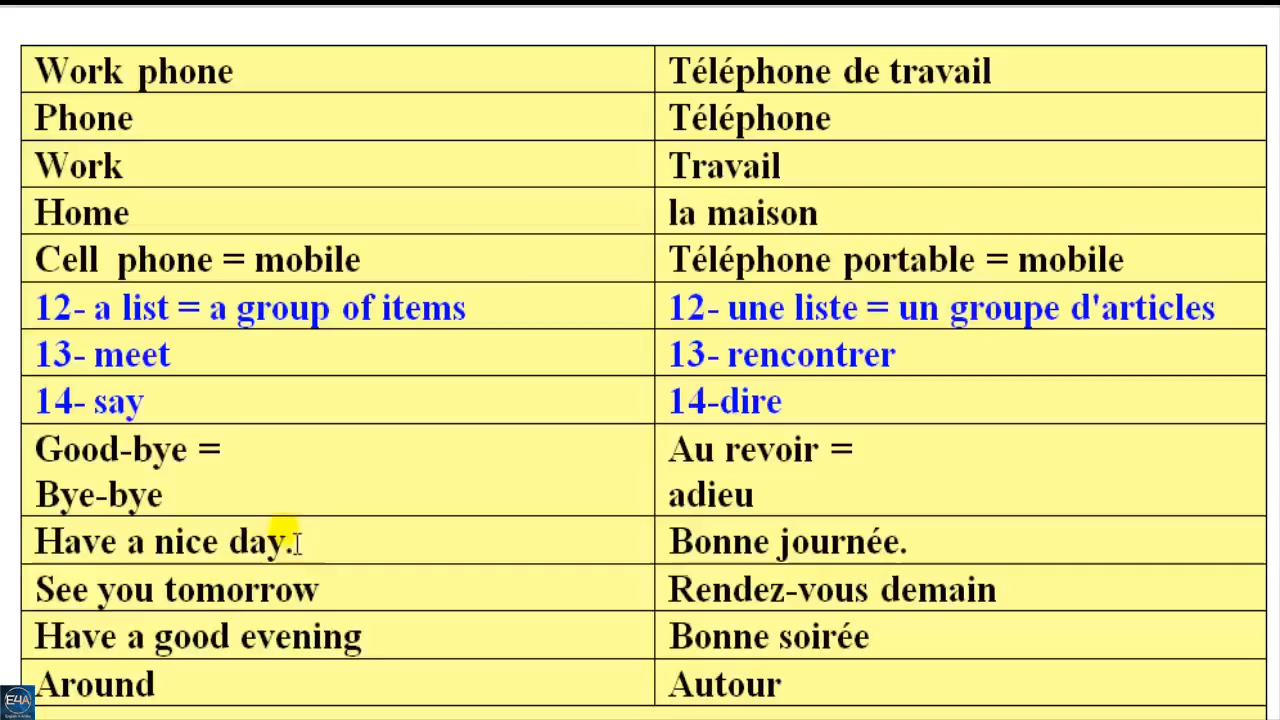 Work phone Téléphone de travail
Phone Téléphone
Work Travail
Home la maison
Cell phone = mobile Téléphone portable = mobile
12- a list = a group of items 12- une liste = un groupe d'articles
13- meet 13- rencontrer
14- say 14-dire
Good-bye = Au revoir =
Bye-bye adieu
Have a nice day. Bonne journée.
See you tomorrow Rendez-vous demain
Have a good evening Bonne soirée
Around Autour
E4A